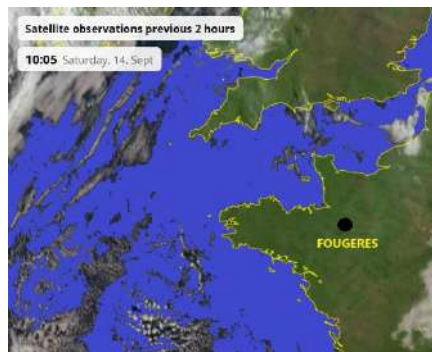 Satellite observations previous 2 hours
10:05 Saturday, 14. Sept
FOUGERES